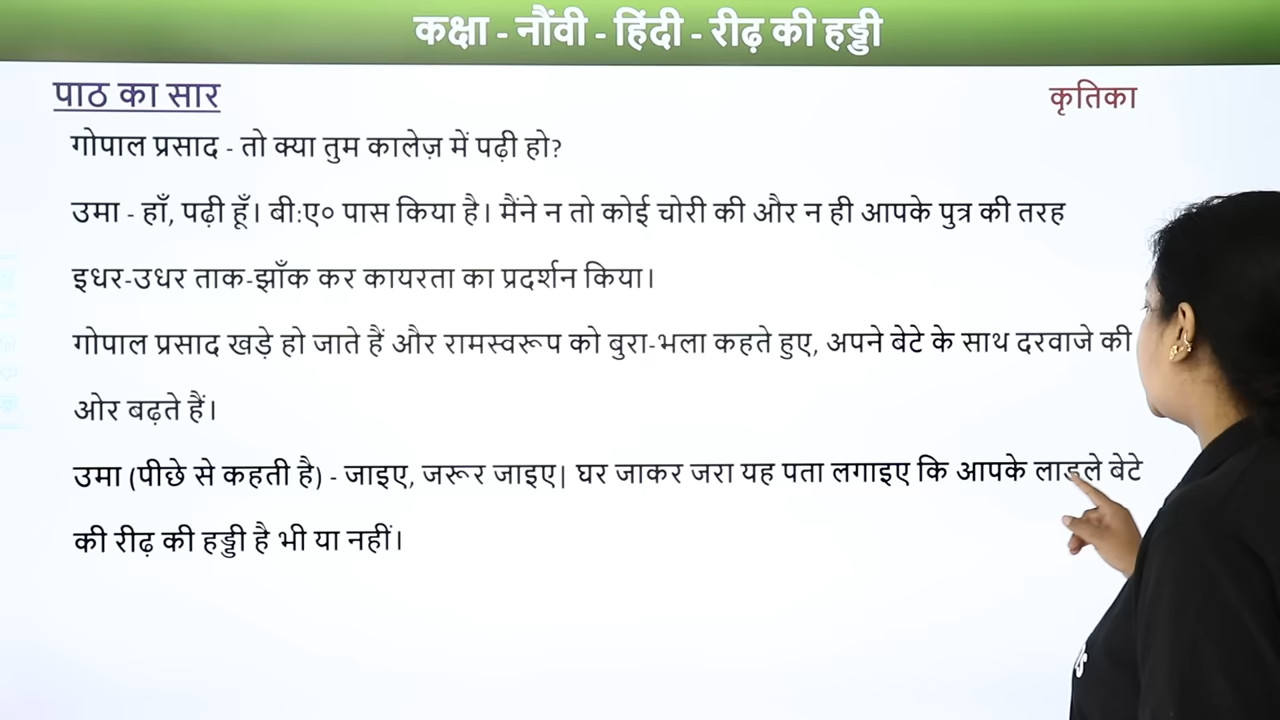 कक्षा - नौंवी - हिंदी - रीढ़ की हड्डी
पाठ का सार
कृतिका
गोपाल प्रसाद - तो क्या तुम कालेज़ में पढ़ी हो?
उमा - हाँ, पढ़ी हूँ। बी:ए० पास किया है। मैंने न तो कोई चोरी की और न ही आपके पुत्र की तरह
इधर-उधर ताक-झाँक कर कायरता का प्रदर्शन किया।
गोपाल प्रसाद खड़े हो जाते हैं और रामस्वरूप को बुरा-भला कहते हुए, अपने बेटे के साथ दरवाजे की
ओर बढ़ते हैं।
उमा (पीछे से कहती है) - जाइए, जरूर जाइए| घर जाकर जरा यह पता लगाइए कि आपके लाडले बेटे
की रीढ़ की हड्डी है भी या नहीं।